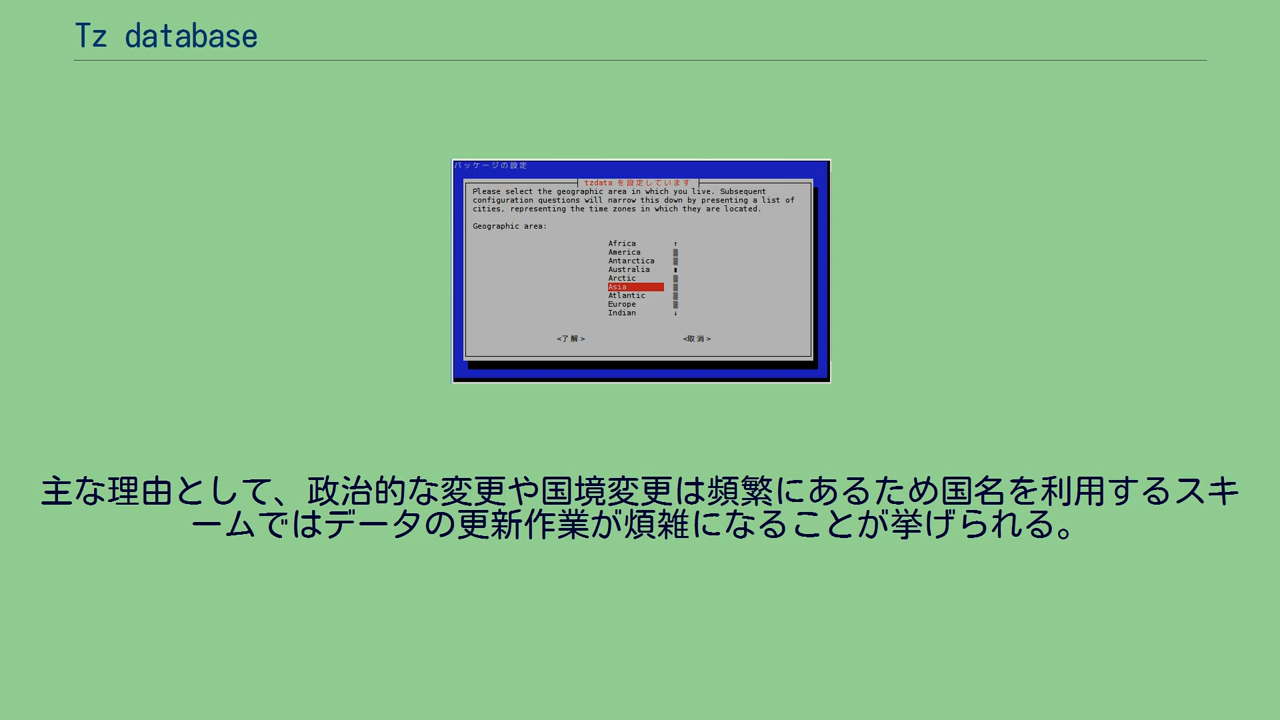 Tz database
パッケージの設定
tzdata を設定しています
Please select the geographic area in which you live. Subsequent
configuration questions will narrow this down by presenting a list of
cities, representing the time zones in which they are located.
Geographic area:
Africa
America
Antarctica
Australia
Arctic
Asia
Atlantic
Europe
Indian
<了解> <取消>
主な理由として、政治的な変更や国境変更は頻繁にあるため国名を利用するスキ
ームではデータの更新作業が煩雑になることが挙げられる。